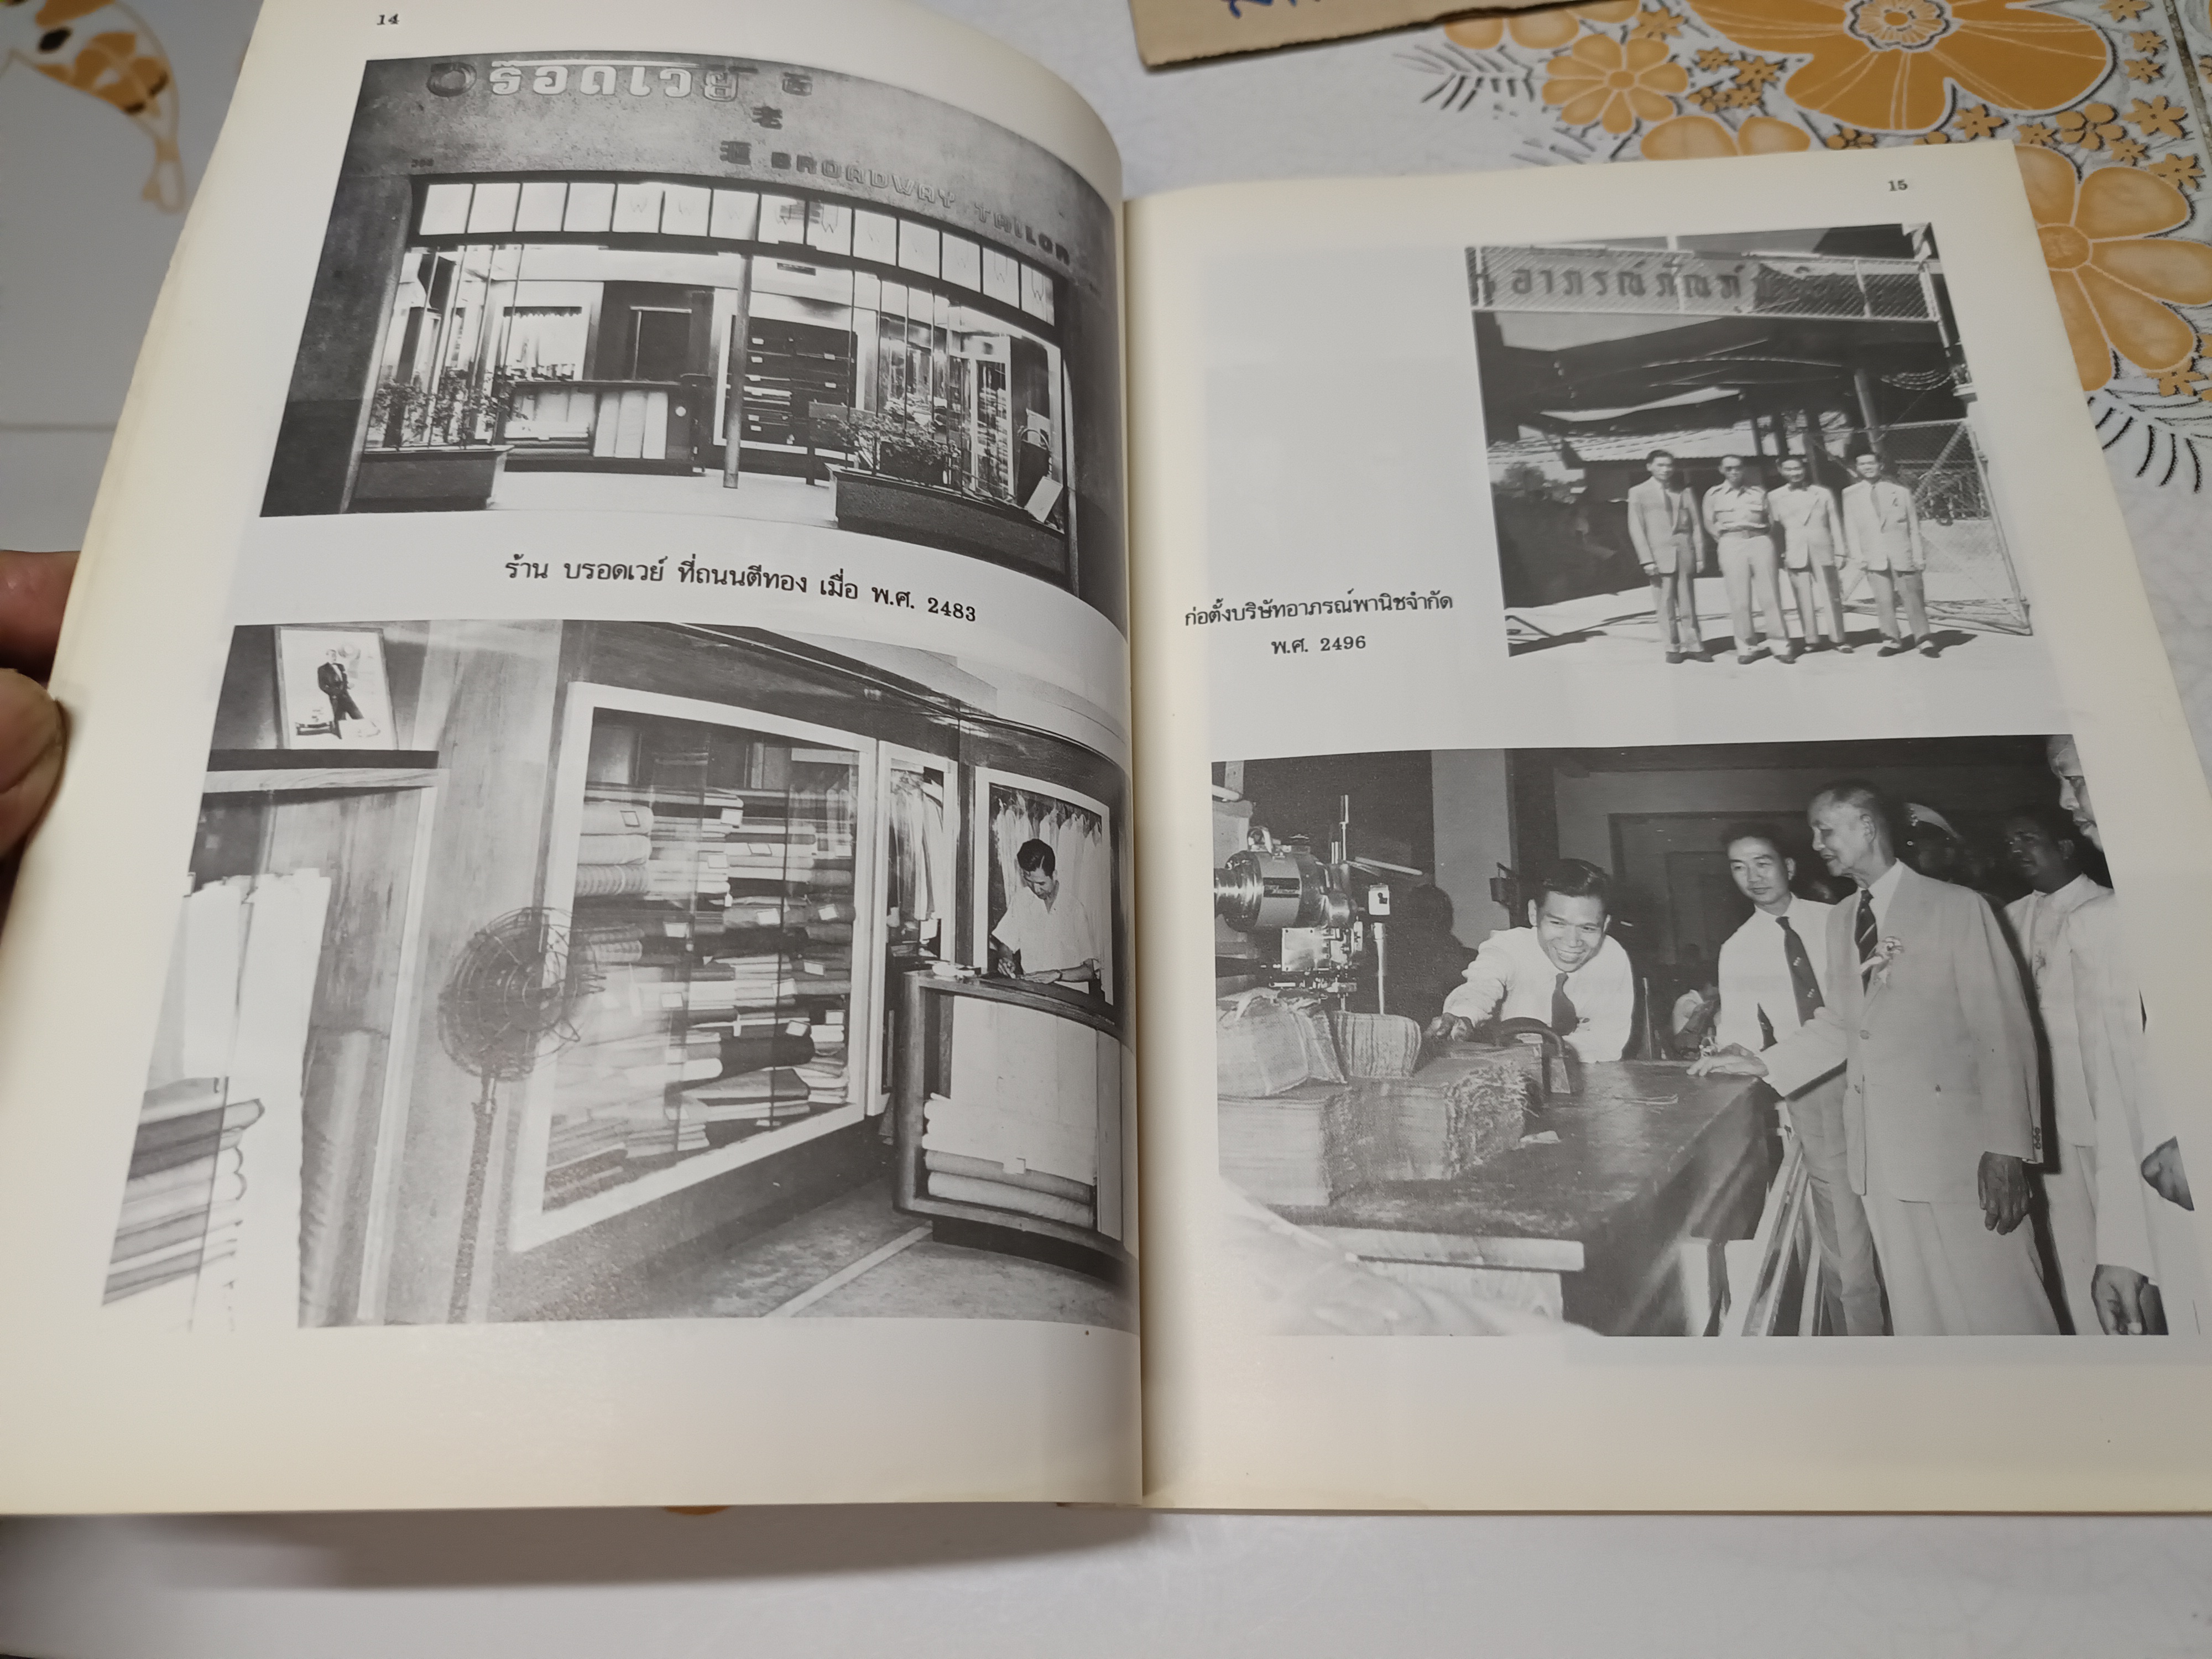 14
บรอดเวย์
老
BROADWAY TAILOR
ร้าน บรอดเวย์ ที่ถนนตีทอง เมื่อ พ.ศ. 2483
15
อาภรณ์ภัณฑ์
ก่อตั้งบริษัทอาภรณ์พานิชจำกัด
พ.ศ. 2496